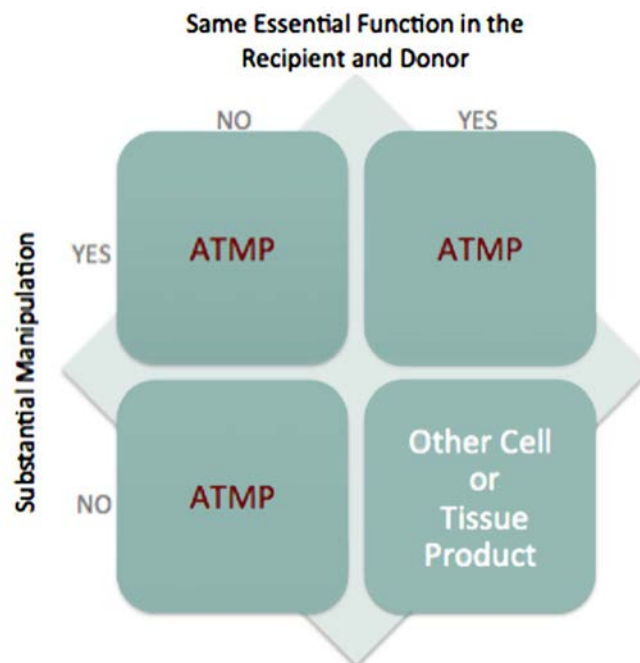 Same Essential Function in the
Recipient and Donor
NO
YES
Substantial Manipulation
YES
ATMP
ATMP
NO
ATMP
Other Cell
or
Tissue
Product